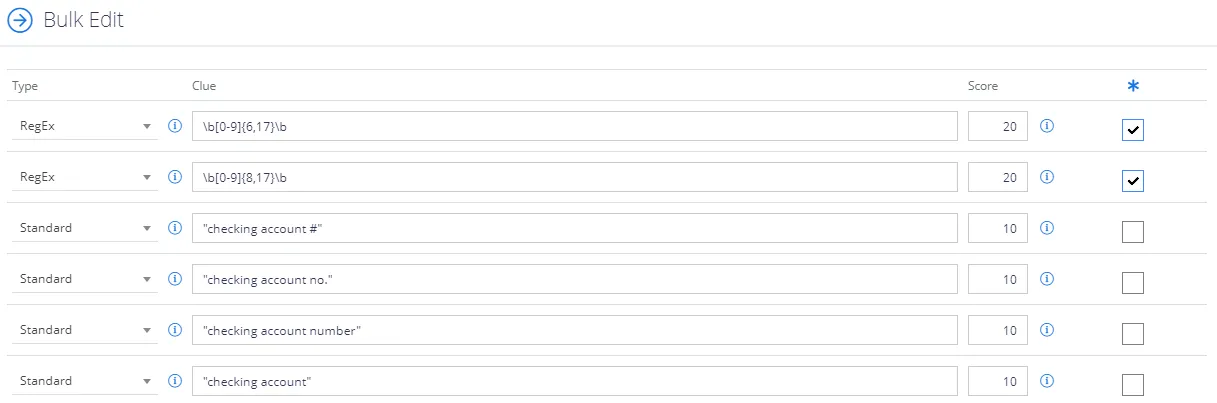 Bulk Edit
Type Clue Score *
RegEx \b[0-9]{6,17}\b 20
RegEx \b[0-9]{8,17}\b 20
Standard "checking account #" 10
Standard "checking account no." 10
Standard "checking account number" 10
Standard "checking account" 10